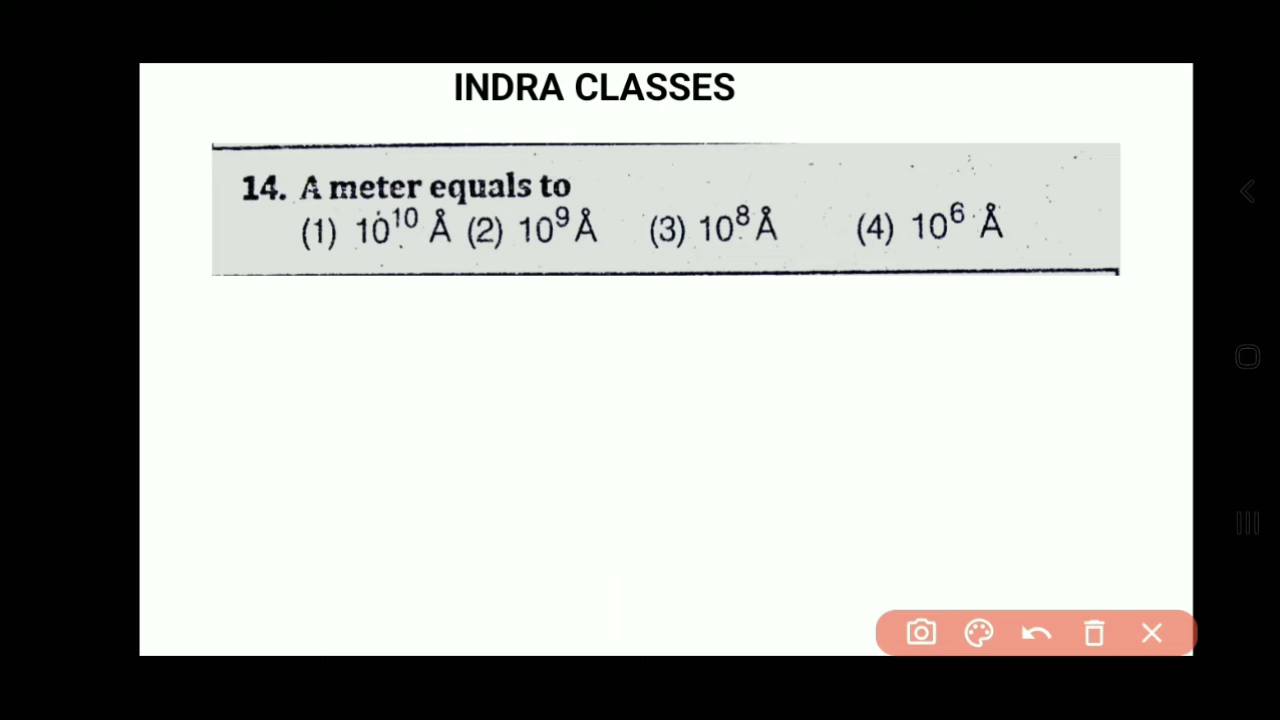 INDRA CLASSES
14. A meter equals to
(1) 10¹⁰ Å (2) 10⁹ Å (3) 10⁸ Å (4) 10⁶ Å